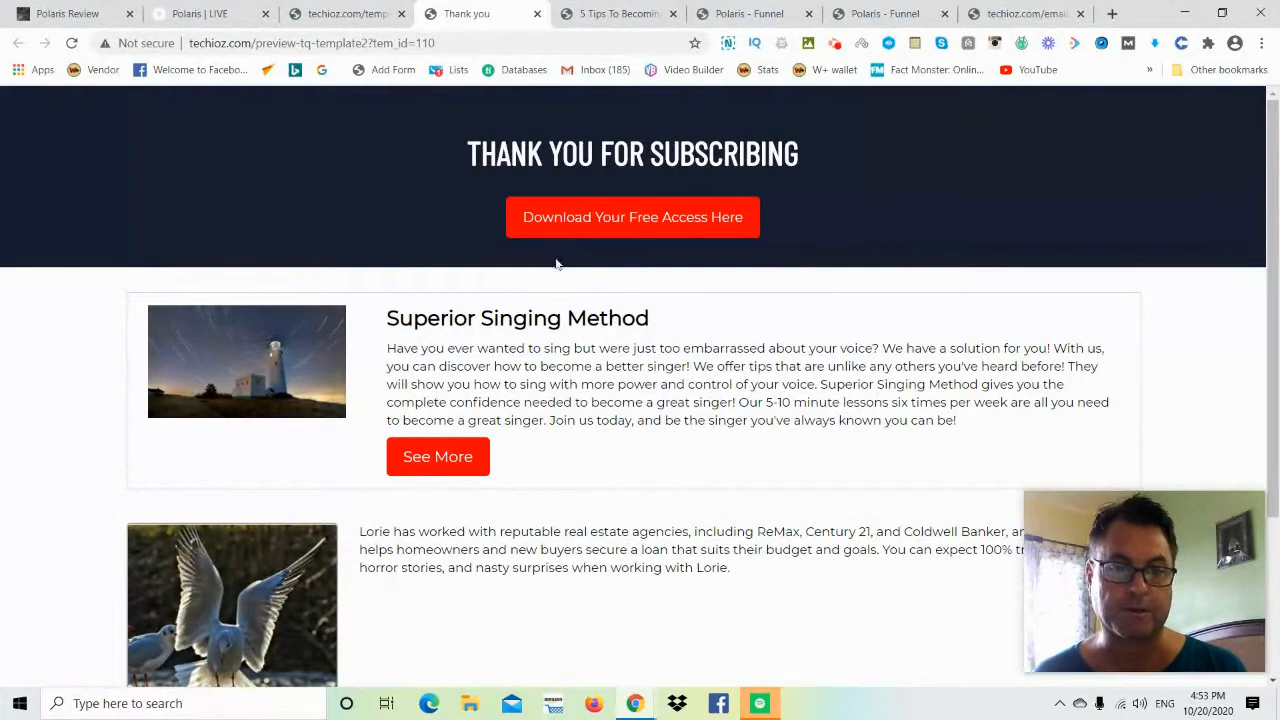 Polaris Review
Polaris | LIVE
techioz.com/temp
Thank you
5 Tips To Becomin
Polaris - Funnel
Polaris - Funnel
techioz.com/email
Not secure
techioz.com/preview-tq-template2?tem_id=110
Apps
Vendor
Welcome to Facebo...
Add Form
Lists
Databases
Inbox (185)
Video Builder
Stats
W+ wallet
Fact Monster: Onlin...
YouTube
»
Other bookmarks
THANK YOU FOR SUBSCRIBING
Download Your Free Access Here
Superior Singing Method
Have you ever wanted to sing but were just too embarrassed about your voice? We have a solution for you! With us,
you can discover how to become a better singer! We offer tips that are unlike any others you've heard before! They
will show you how to sing with more power and control of your voice. Superior Singing Method gives you the
complete confidence needed to become a great singer! Our 5-10 minute lessons six times per week are all you need
to become a great singer. Join us today, and be the singer you've always known you can be!
See More
Lorie has worked with reputable real estate agencies, including ReMax, Century 21, and Coldwell Banker, ar
helps homeowners and new buyers secure a loan that suits their budget and goals. You can expect 100% tr
horror stories, and nasty surprises when working with Lorie.
Type here to search
amazon
ENG
4:53 PM
10/20/2020